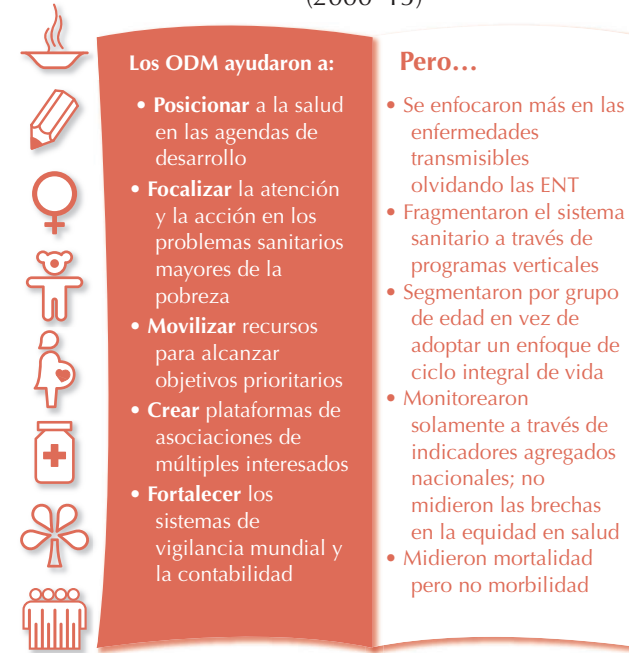 (2000-15)
Los ODM ayudaron a:
• Posicionar a la salud
en las agendas de
desarrollo
• Focalizar la atención
y la acción en los
problemas sanitarios
mayores de la
pobreza
• Movilizar recursos
para alcanzar
objetivos prioritarios
• Crear plataformas de
asociaciones de
múltiples interesados
• Fortalecer los
sistemas de
vigilancia mundial y
la contabilidad
Pero...
• Se enfocaron más en las
enfermedades
transmisibles
olvidando las ENT
• Fragmentaron el sistema
sanitario a través de
programas verticales
• Segmentaron por grupo
de edad en vez de
adoptar un enfoque de
ciclo integral de vida
• Monitorearon
solamente a través de
indicadores agregados
nacionales; no
midieron las brechas
en la equidad en salud
• Midieron mortalidad
pero no morbilidad